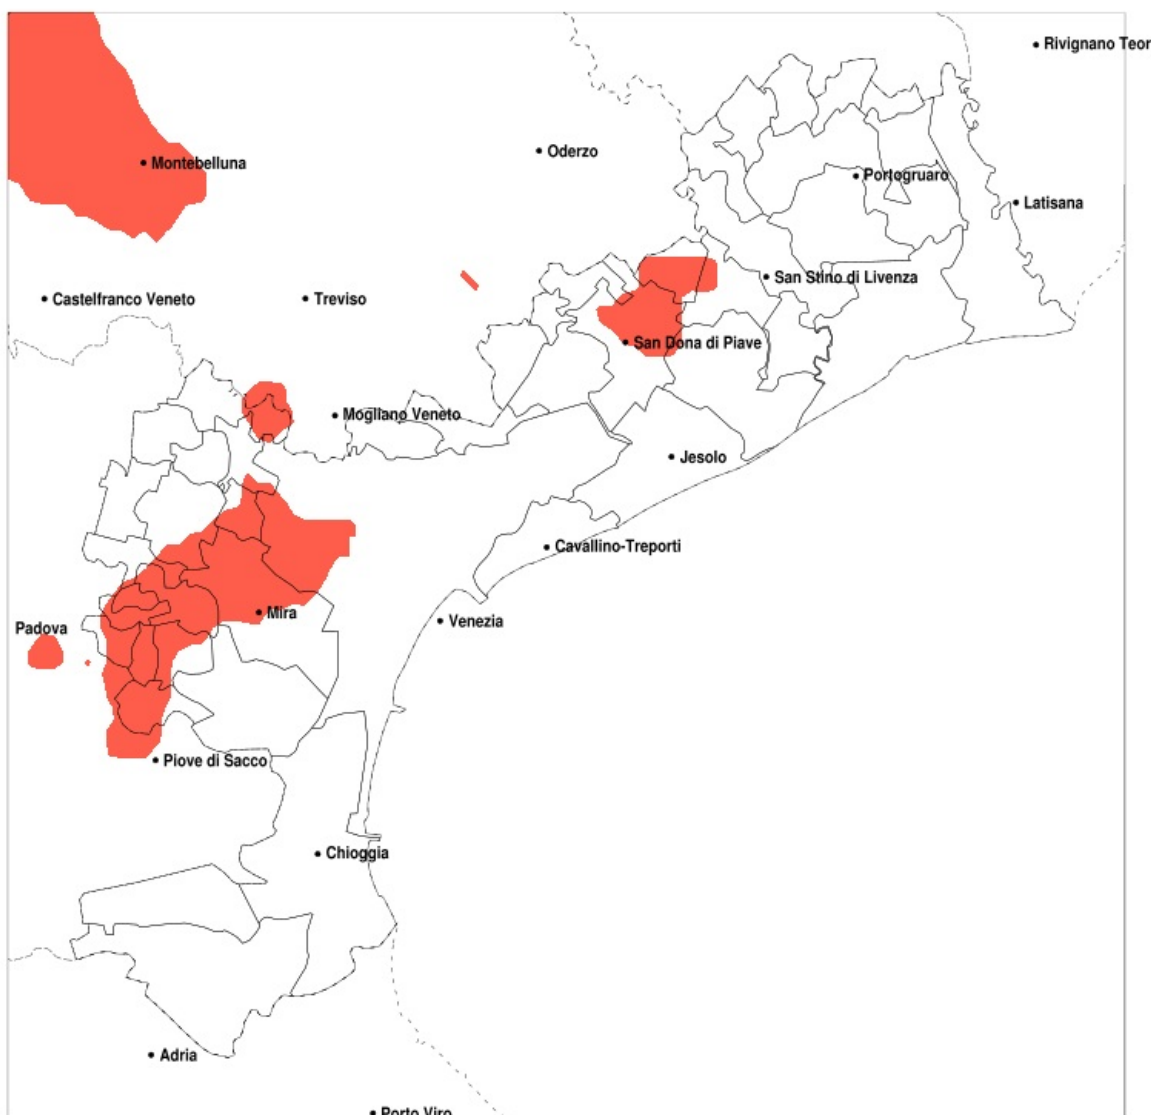 Rivignano Teor
Oderzo
Montebelluna
Portogruaro
Latisana
San Stino di Livenza
Castelfranco Veneto
Treviso
San Dona di Piave
Mogliano Veneto
Jesolo
Cavallino-Treporti
Mira
Venezia
Padova
Piove di Sacco
Chioggia
Adria
Porto Viro